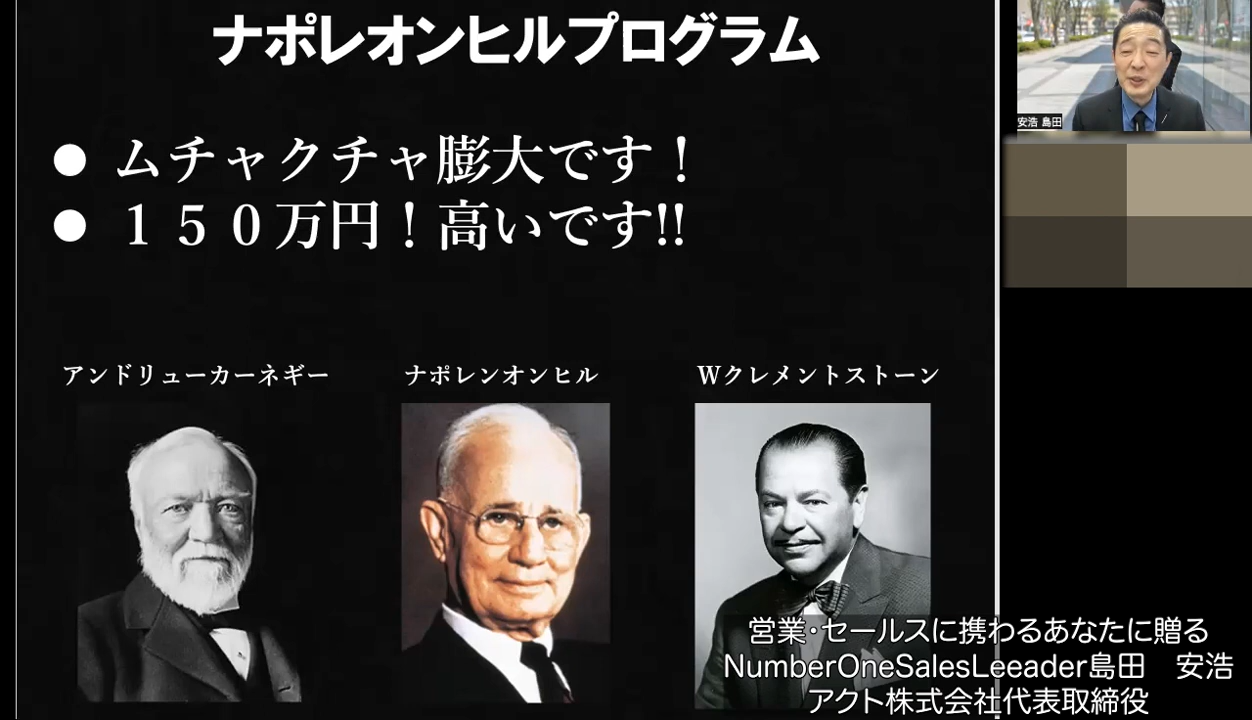 ナポレオンヒルプログラム
● ムチャクチャ膨大です！
● １５０万円！高いです!!
アンドリューカーネギー
ナポレンオンヒル
Wクレメントストーン
安浩 島田
営業・セールスに携わるあなたに贈る
NumberOneSalesLeeader島田　安浩
アクト株式会社代表取締役